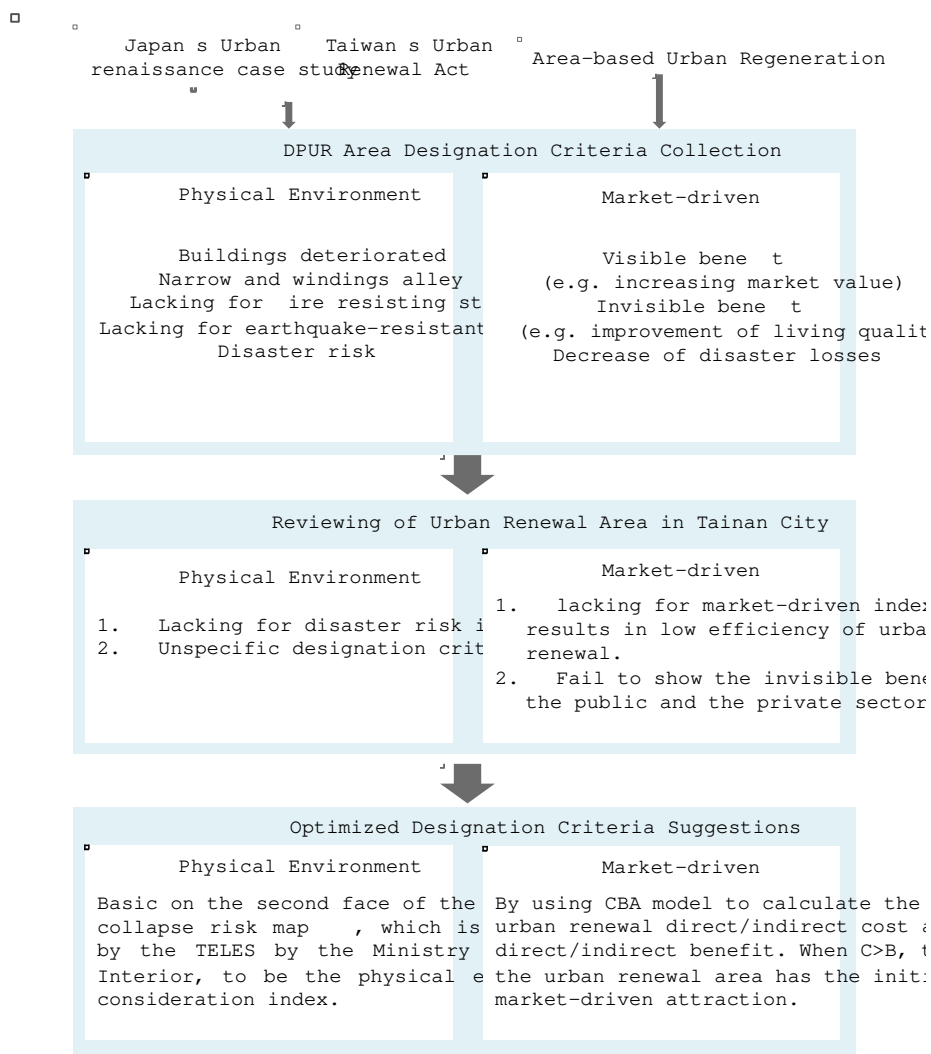 Japan s Urban
renaissance case study
Taiwan s Urban
Renewal Act
Area-based Urban Regeneration
DPUR Area Designation Criteria Collection
Physical Environment
Buildings deteriorated
Narrow and windings alley
Lacking for ire resisting st
Lacking for earthquake-resistant
Disaster risk
Market-driven
Visible bene t
(e.g. increasing market value)
Invisible bene t
(e.g. improvement of living qualit
Decrease of disaster losses
Reviewing of Urban Renewal Area in Tainan City
Physical Environment
1. Lacking for disaster risk i
2. Unspecific designation crit
Market-driven
1. lacking for market-driven index
results in low efficiency of urba
renewal.
2. Fail to show the invisible bene
the public and the private sector
Optimized Designation Criteria Suggestions
Physical Environment
Basic on the second face of the
collapse risk map , which is
by the TELES by the Ministry
Interior, to be the physical e
consideration index.
Market-driven
By using CBA model to calculate the
urban renewal direct/indirect cost a
direct/indirect benefit. When C>B, t
the urban renewal area has the initi
market-driven attraction.